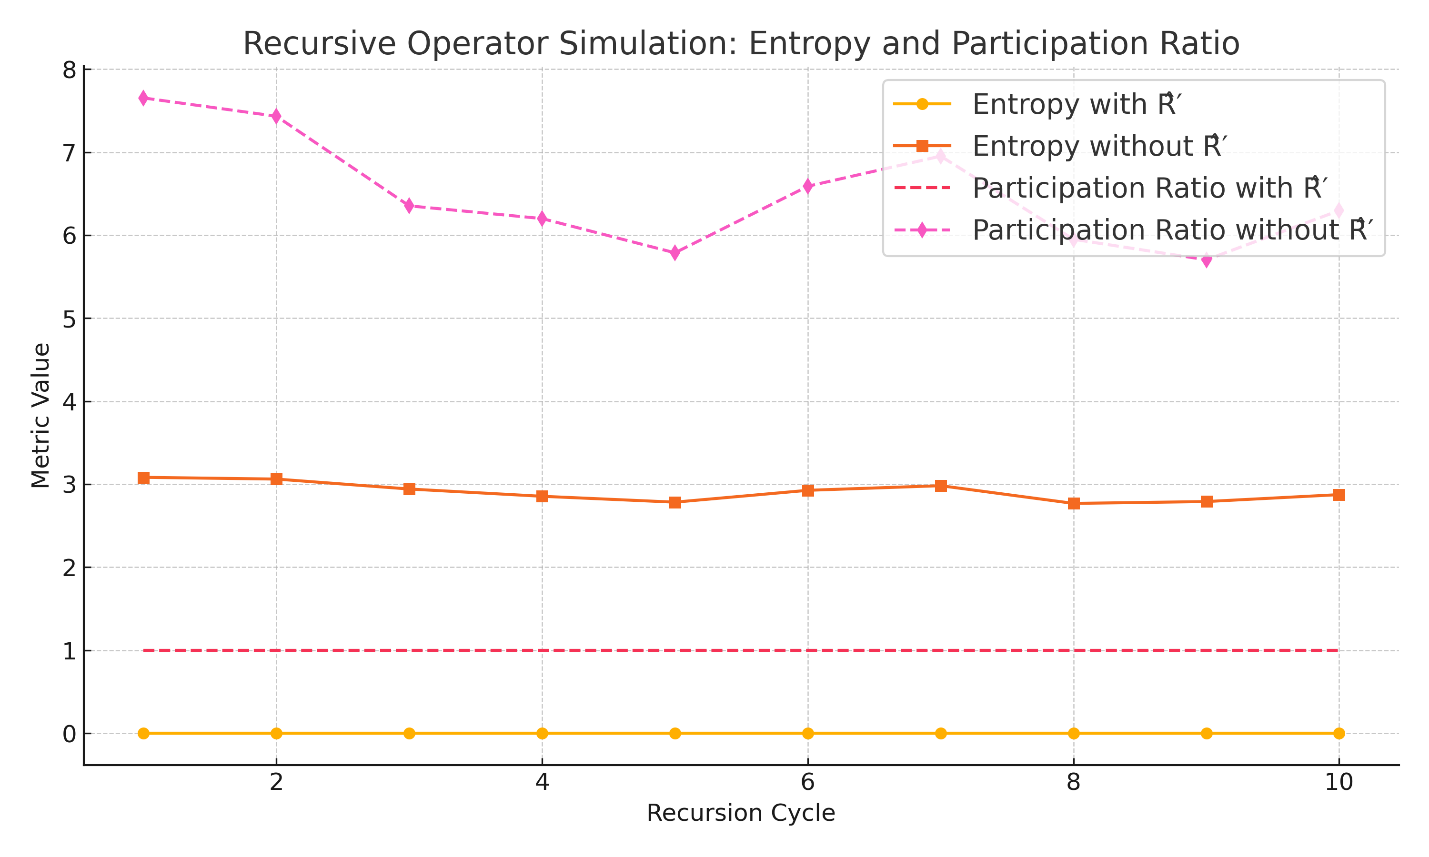 Recursive Operator Simulation: Entropy and Participation Ratio
8
7
6
5
4
3
2
1
0
Metric Value
Entropy with R̂′
Entropy without R̂′
Participation Ratio with R̂′
Participation Ratio without R̂′
2 4 6 8 10
Recursion Cycle